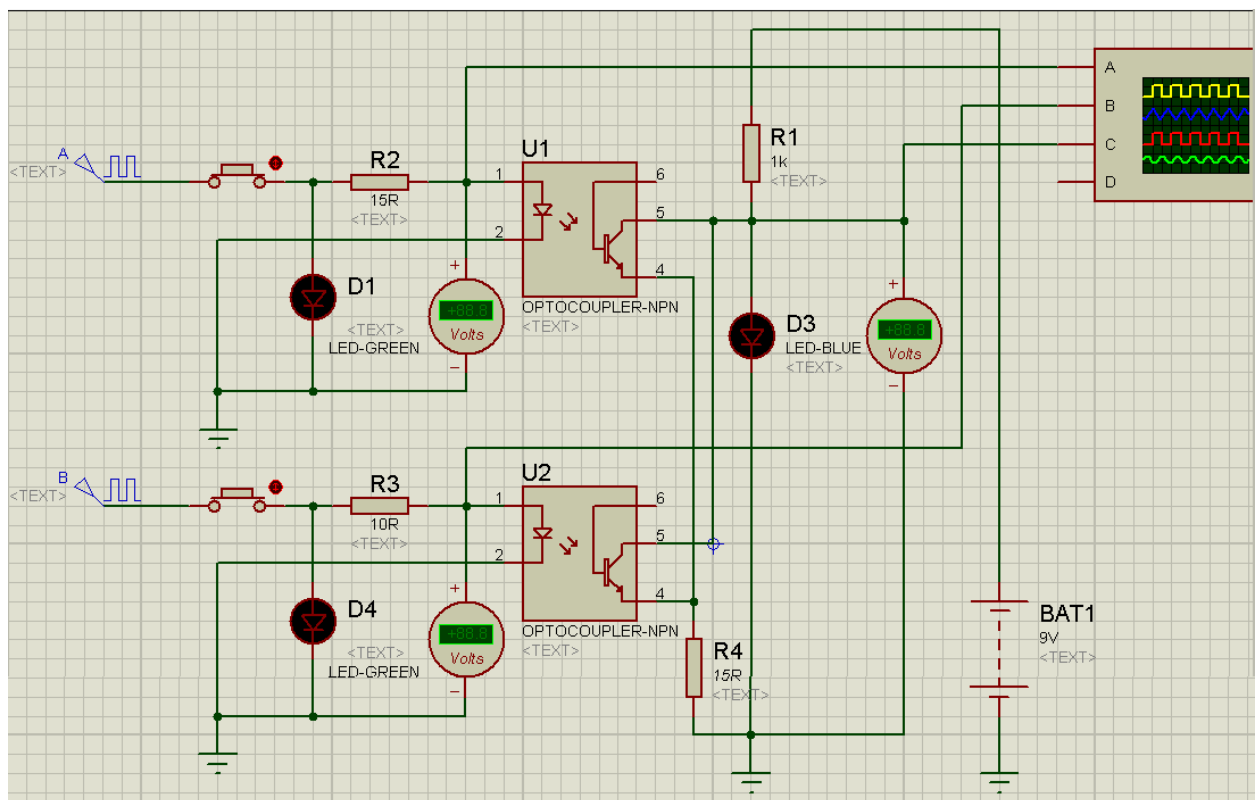 A
B
C
D
A
<TEXT>
R2
15R
<TEXT>
U1
1
2
6
5
4
OPTOCOUPLER-NPN
<TEXT>
R1
1k
<TEXT>
D1
<TEXT>
LED-GREEN
+
+88.8
Volts
−
D3
LED-BLUE
<TEXT>
+
+88.8
Volts
−
B
<TEXT>
R3
10R
<TEXT>
U2
1
2
6
5
4
OPTOCOUPLER-NPN
<TEXT>
D4
<TEXT>
LED-GREEN
+
+88.8
Volts
−
R4
15R
<TEXT>
BAT1
9V
<TEXT>